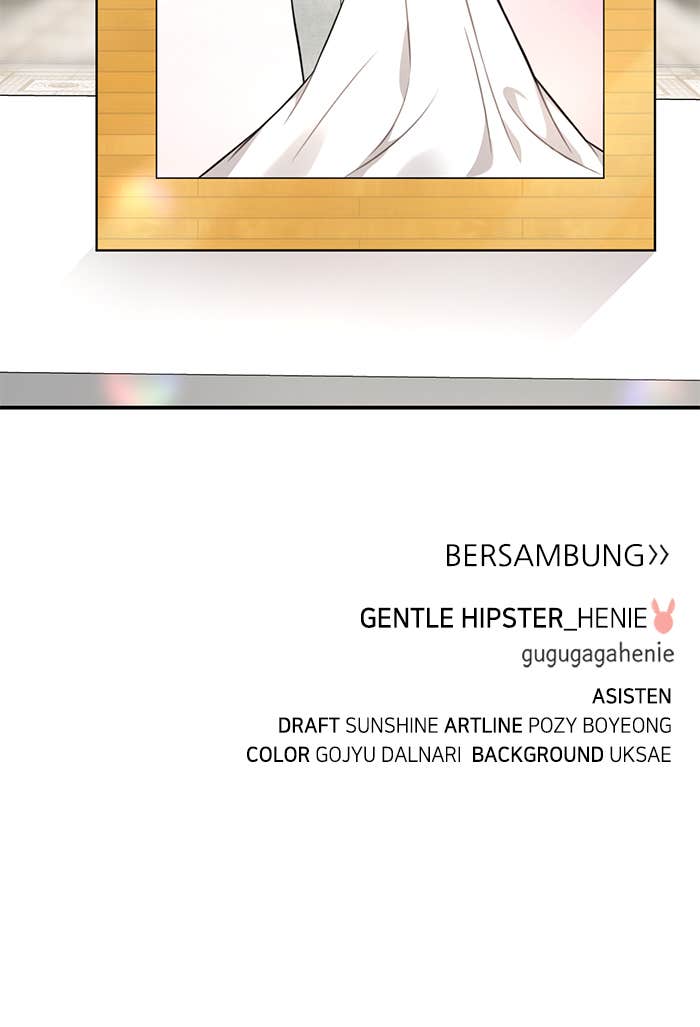 BERSAMBUNG>>
GENTLE HIPSTER_HENIE
gugugagahenie
ASISTEN
DRAFT SUNSHINE ARTLINE POZY BOYEONG
COLOR GOJYU DALNARI BACKGROUND UKSAE